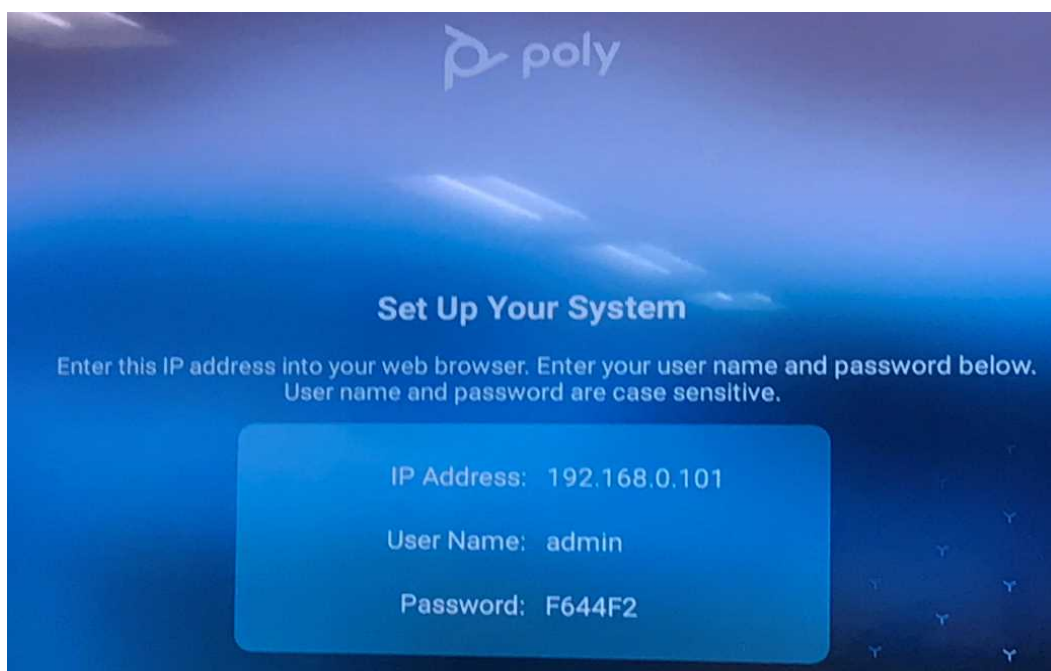 poly
Set Up Your System
Enter this IP address into your web browser. Enter your user name and password below.
User name and password are case sensitive.
IP Address: 192.168.0.101
User Name: admin
Password: F644F2